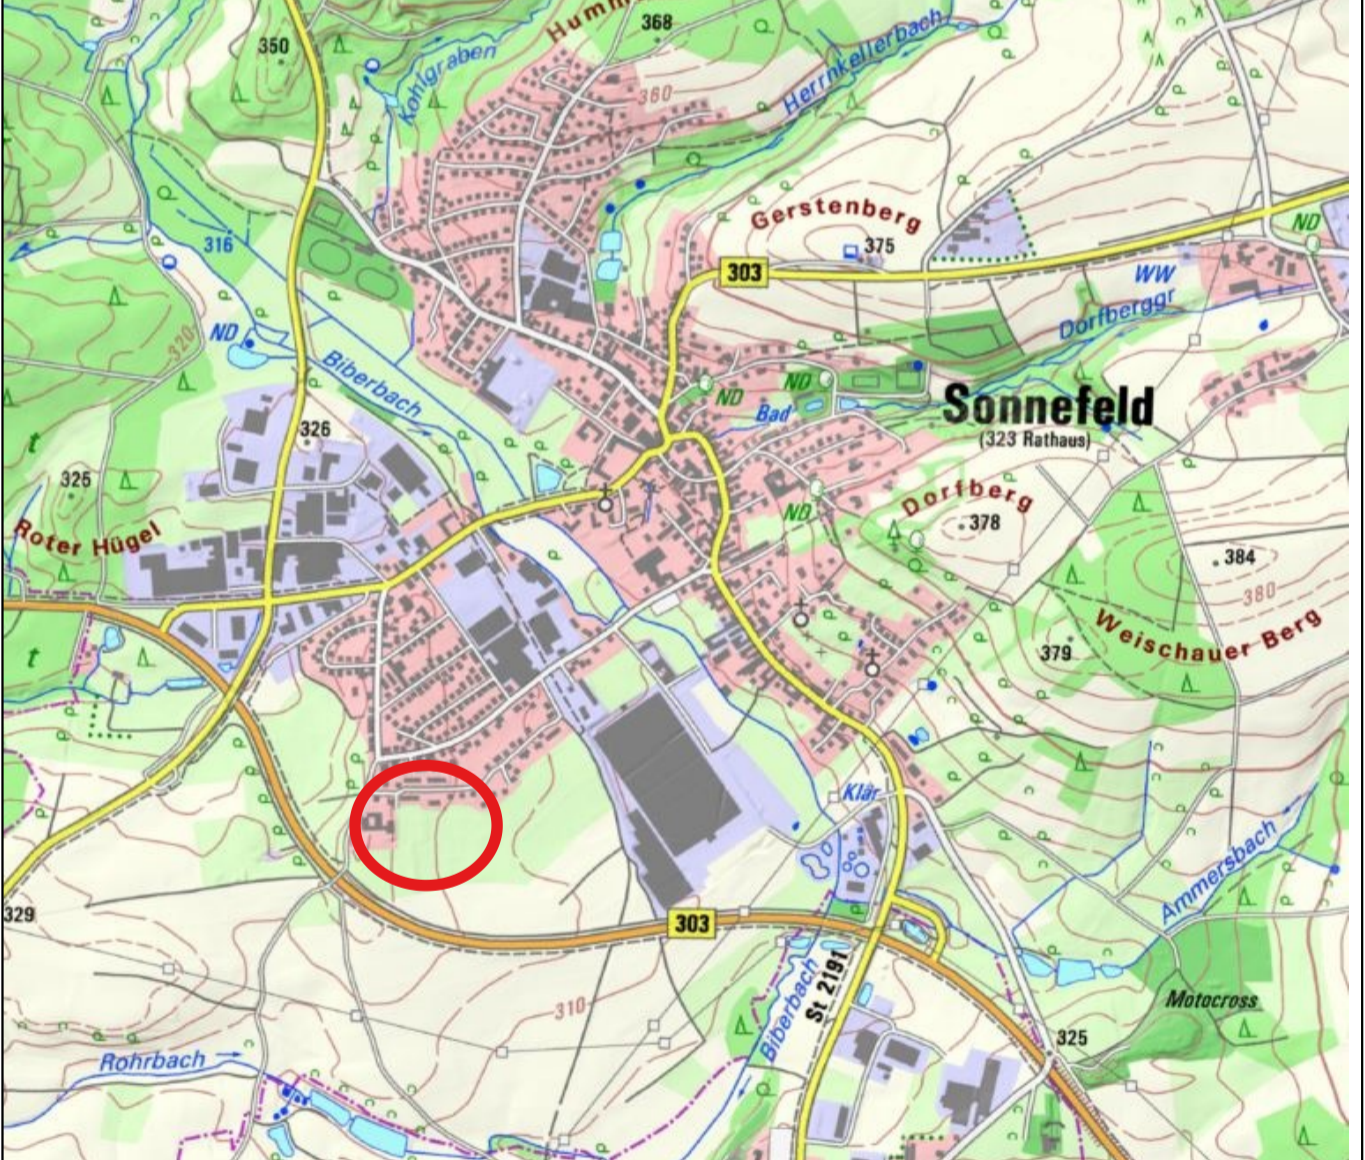 368
350
Kohlgraben
Herrnkellerbach
360
Gerstenberg
375
316
ND
303
WW
Dorfberggr
320
ND
Biberbach
ND
ND
Bad
Sonnefeld
(323 Rathaus)
326
325
Roter Hügel
t
ND
Dorfberg
378
384
380
Weischauer Berg
379
t
Klär
Ammersbach
329
303
St 2191
Biberbach
310
Motocross
325
Rohrbach